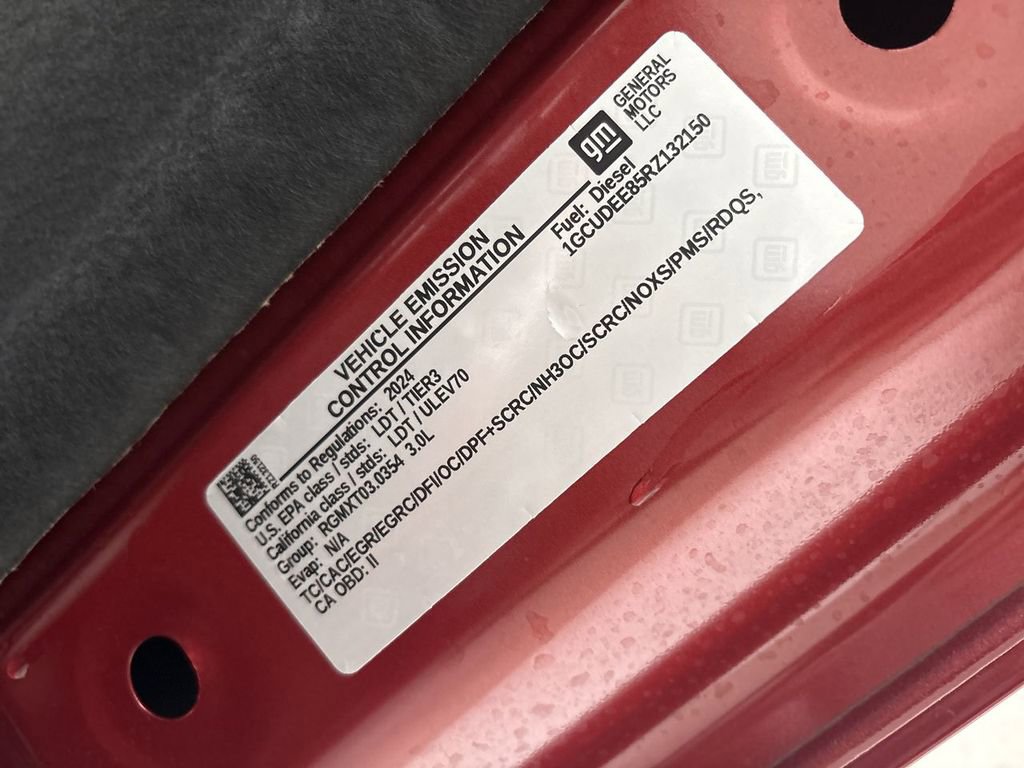 gm
GENERAL
MOTORS
LLC
VEHICLE EMISSION
CONTROL INFORMATION
Fuel: Diesel
1GCUDEE85RZ132150
Conforms to Regulations: 2024
U.S. EPA class / stds: LDT / TIER3
California class / stds: LDT / ULEV70
Group: RGMXT03.0354 3.0L
Evap: N/A
TC/CAC/EGR/EGRC/DFI/OC/DPF+SCRC/NH3OC/SCRC/NOXS/PMS/RDQS,
CA OBD: II